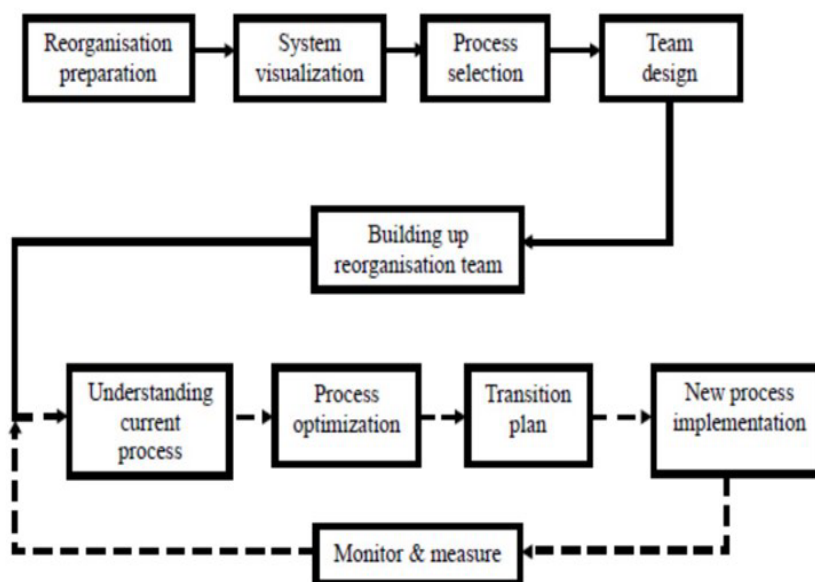 Reorganisation
preparation
System
visualization
Process
selection
Team
design
Building up
reorganisation team
Understanding
current
process
Process
optimization
Transition
plan
New process
implementation
Monitor & measure